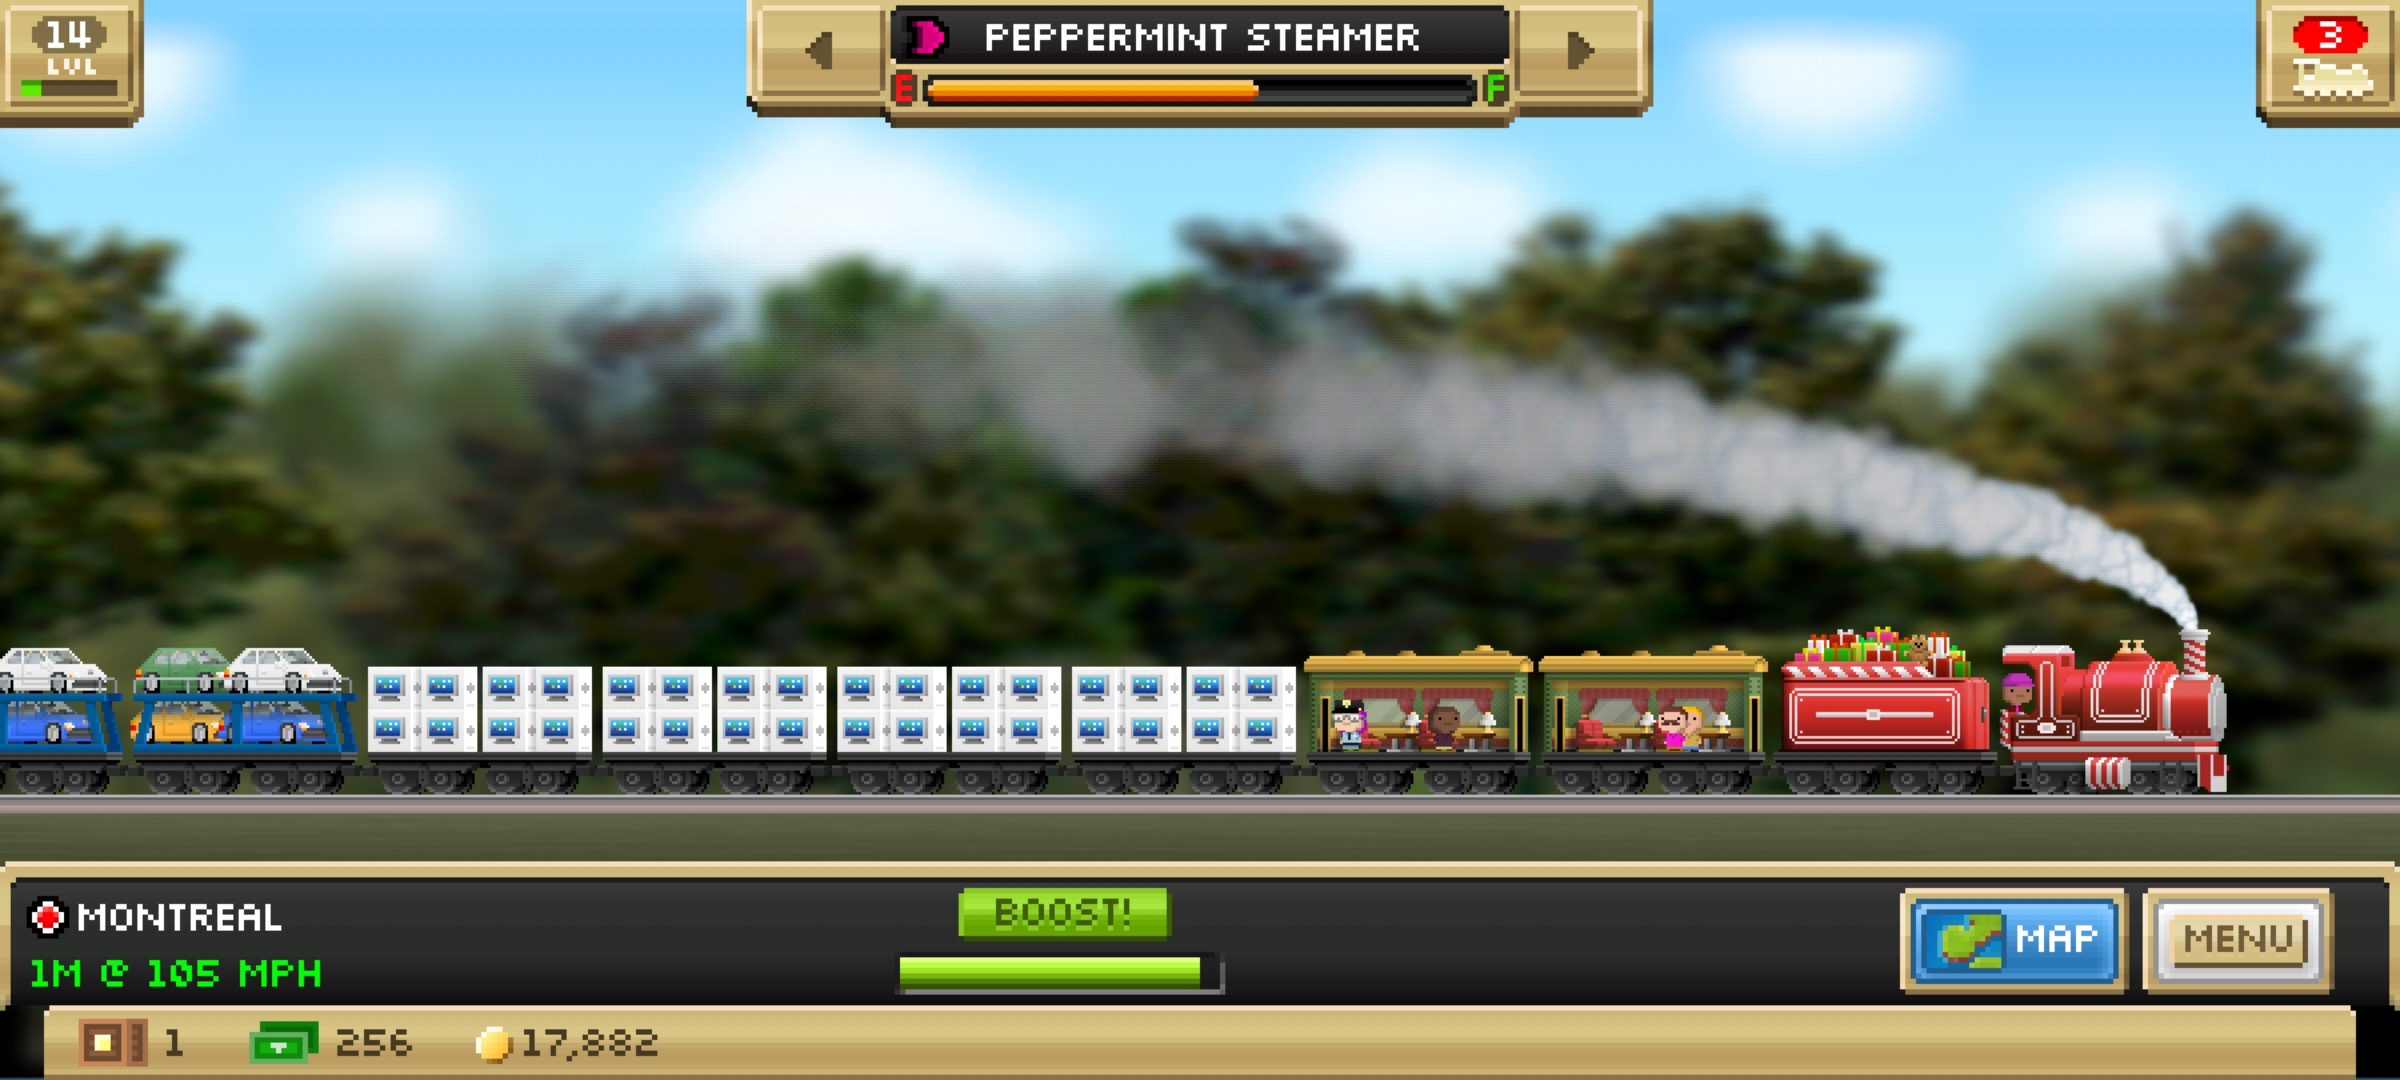 14
LVL
PEPPERMINT STEAMER
E F
3
MONTREAL
1M @ 105 MPH
BOOST!
MAP
MENU
1
256
17,882